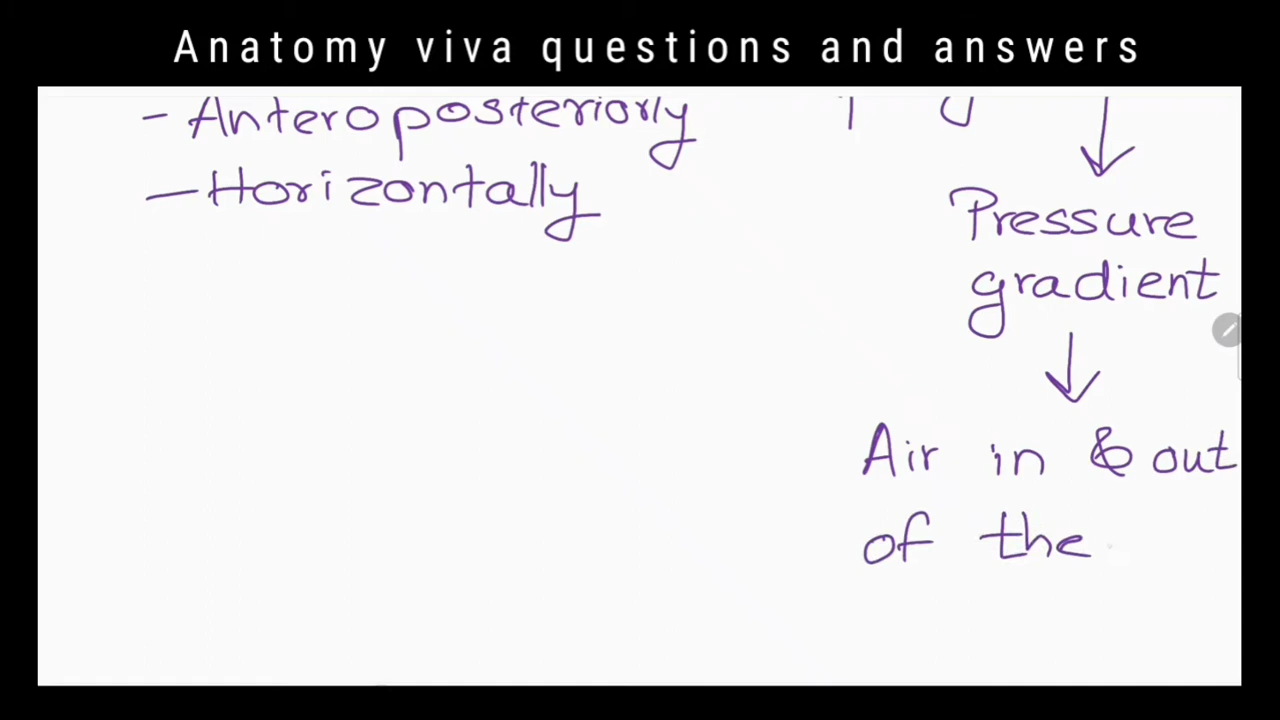 Anatomy viva questions and answers
- Anteroposteriorly
- Horizontally
Pressure
gradient
Air in & out
of the